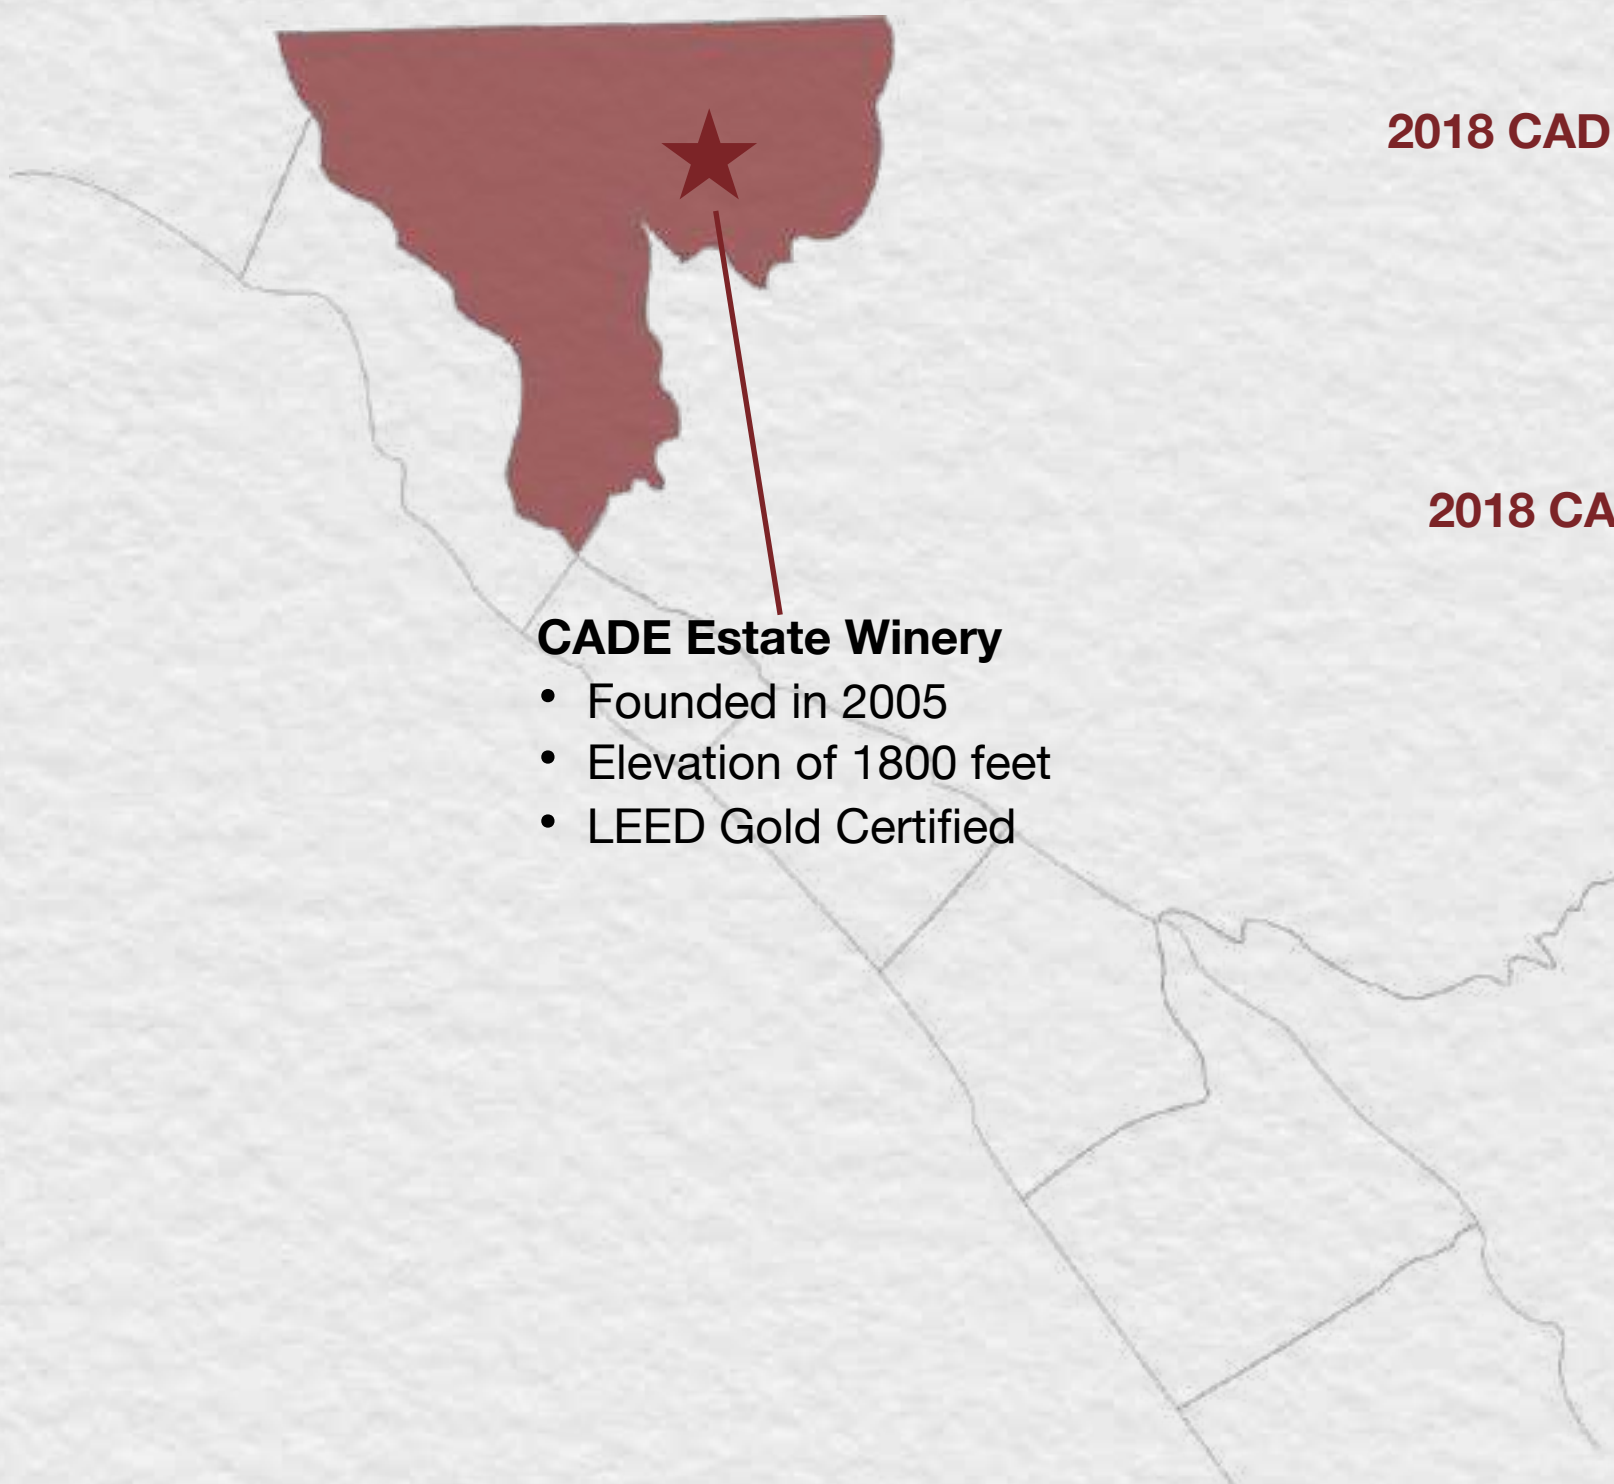 2018 CAD
2018 CA
CADE Estate Winery
• Founded in 2005
• Elevation of 1800 feet
• LEED Gold Certified